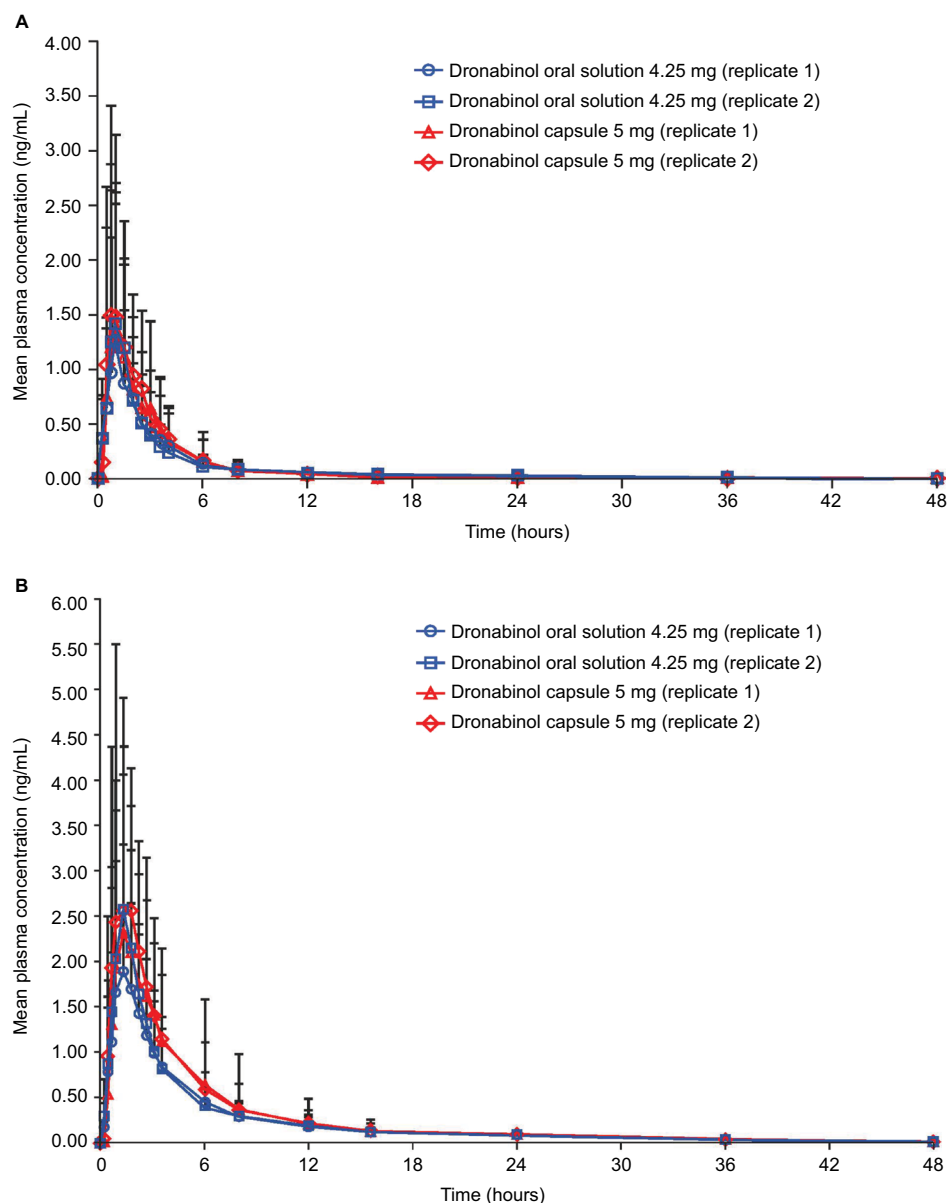 A
4.00
3.50
3.00
2.50
2.00
1.50
1.00
0.50
0.00
Mean plasma concentration (ng/mL)
Dronabinol oral solution 4.25 mg (replicate 1)
Dronabinol oral solution 4.25 mg (replicate 2)
Dronabinol capsule 5 mg (replicate 1)
Dronabinol capsule 5 mg (replicate 2)
0 6 12 18 24 30 36 42 48
Time (hours)
B
6.00
5.50
5.00
4.50
4.00
3.50
3.00
2.50
2.00
1.50
1.00
0.50
0.00
Mean plasma concentration (ng/mL)
Dronabinol oral solution 4.25 mg (replicate 1)
Dronabinol oral solution 4.25 mg (replicate 2)
Dronabinol capsule 5 mg (replicate 1)
Dronabinol capsule 5 mg (replicate 2)
0 6 12 18 24 30 36 42 48
Time (hours)